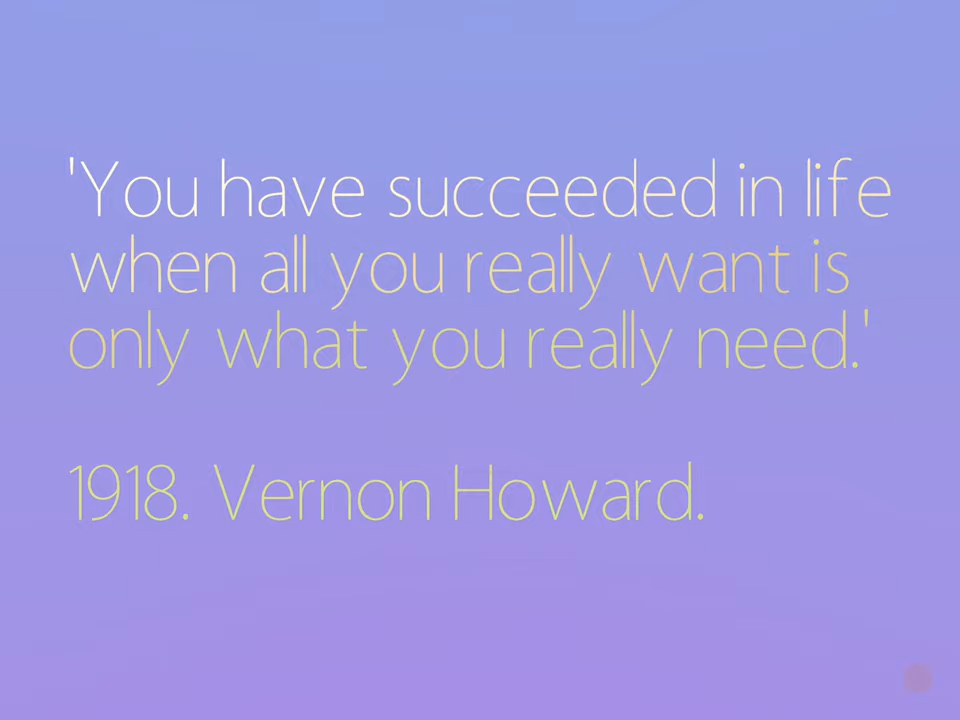 'You have succeeded in life
when all you really want is
only what you really need.'
1918. Vernon Howard.